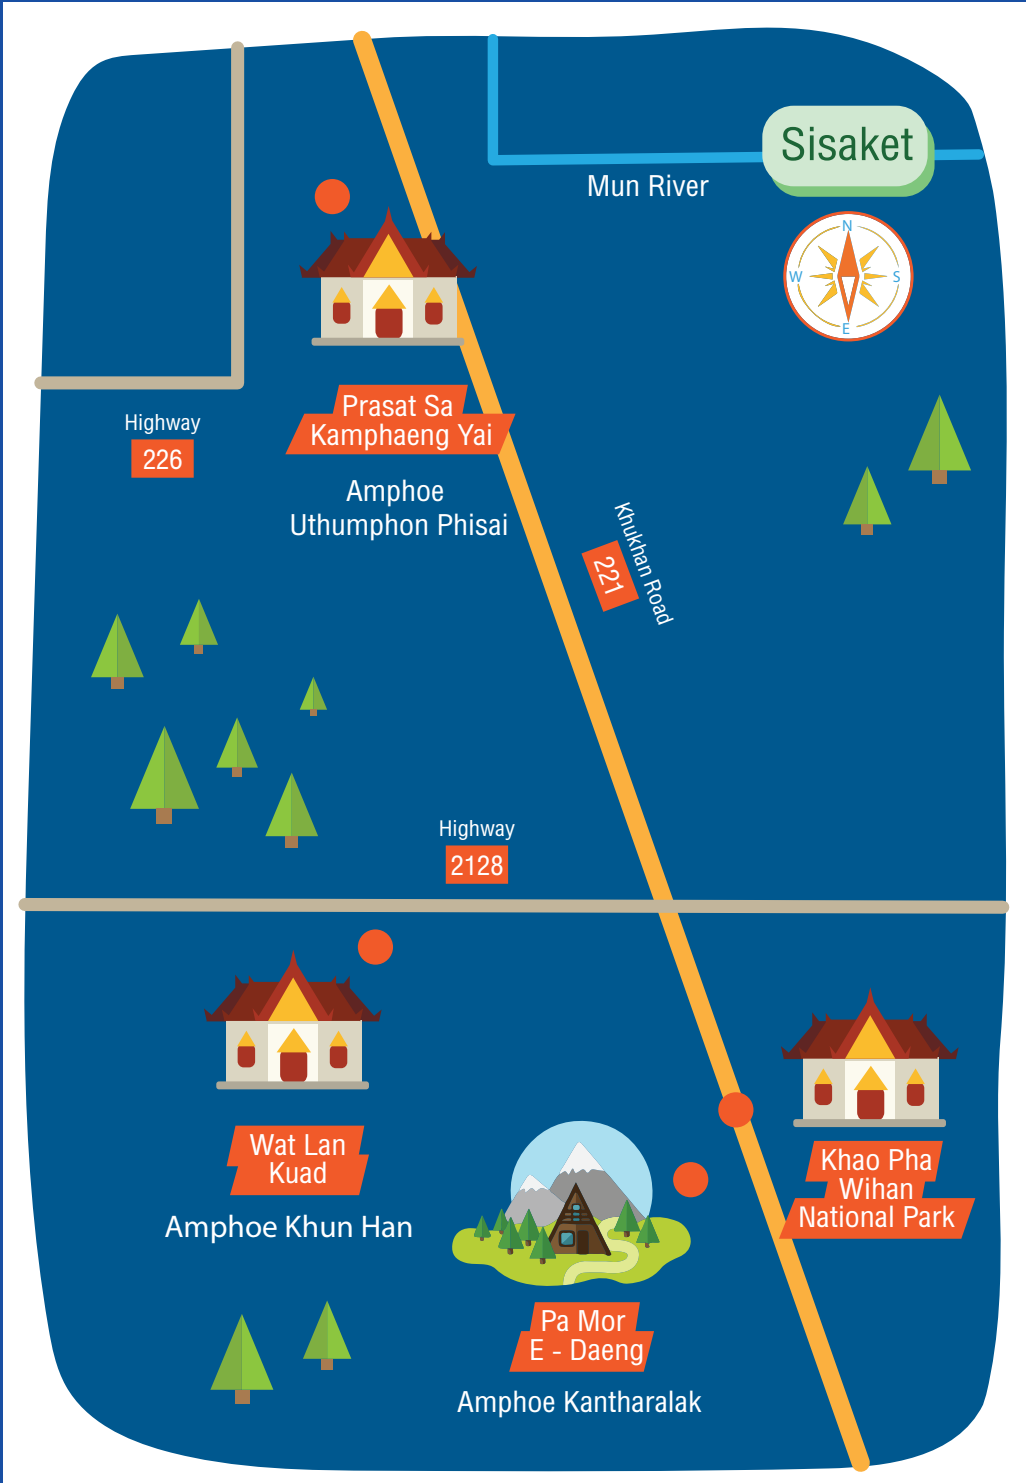 Sisaket
Mun River
N
W
S
E
Highway
226
Prasat Sa
Kamphaeng Yai
Amphoe
Uthumphon Phisai
Khukhan Road
221
Highway
2128
Wat Lan
Kuad
Amphoe Khun Han
Khao Pha
Wihan
National Park
Pa Mor
E - Daeng
Amphoe Kantharalak